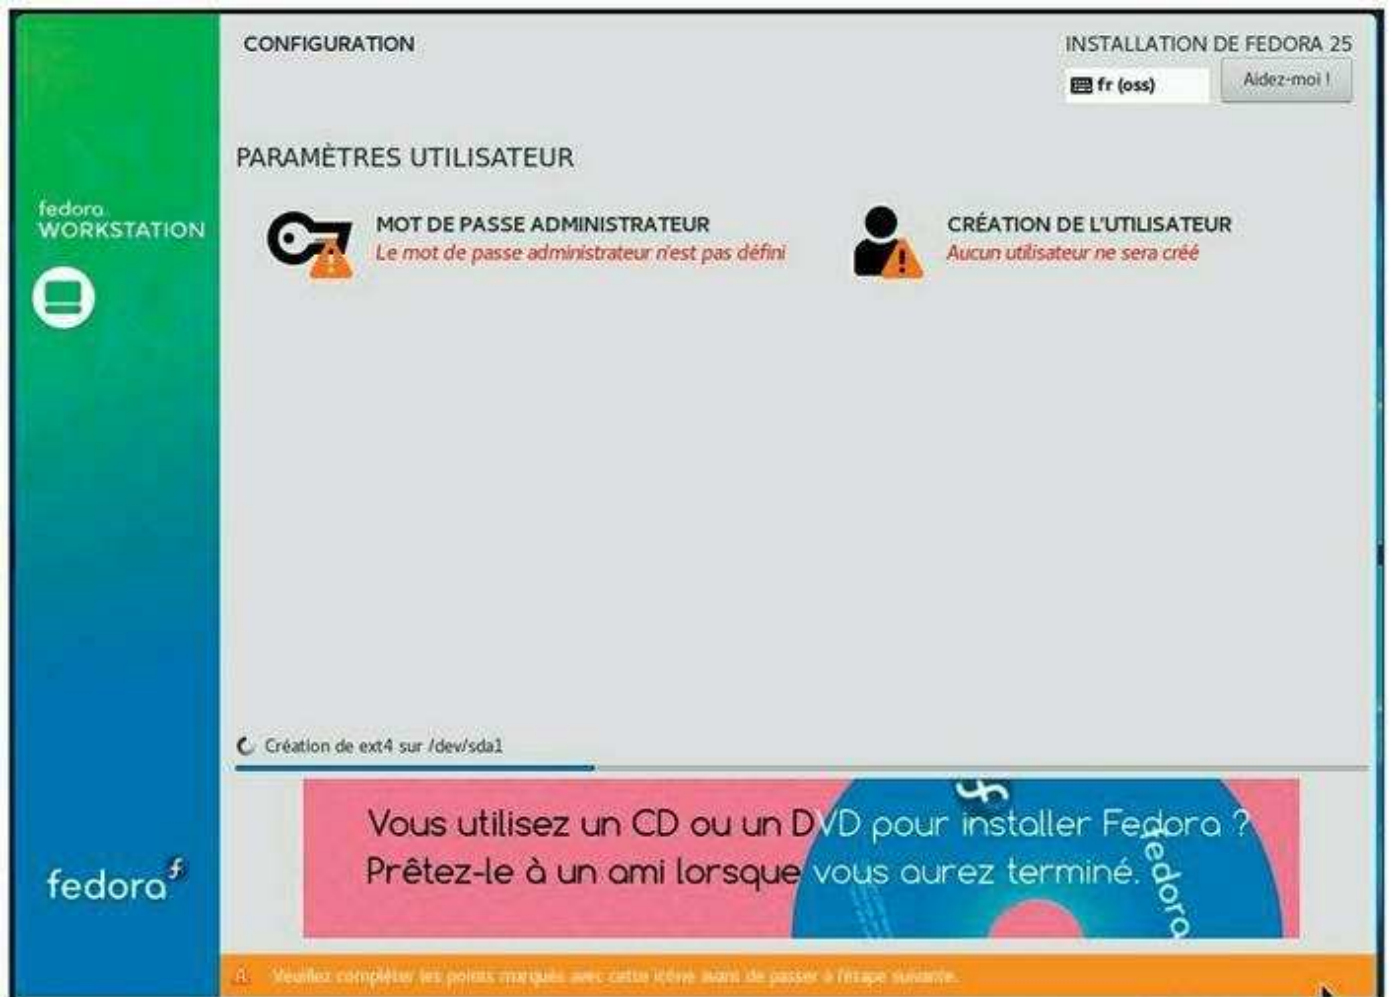 CONFIGURATION
INSTALLATION DE FEDORA 25
fr (oss)
Aidez-moi !
PARAMÈTRES UTILISATEUR
fedora
WORKSTATION
MOT DE PASSE ADMINISTRATEUR
Le mot de passe administrateur n'est pas défini
CRÉATION DE L'UTILISATEUR
Aucun utilisateur ne sera créé
Création de ext4 sur /dev/sda1
Vous utilisez un CD ou un DVD pour installer Fedora ?
Prêtez-le à un ami lorsque vous aurez terminé.
fedora
fedora
Veuillez compléter les points marqués avec cette icône avant de passer à l'étape suivante.